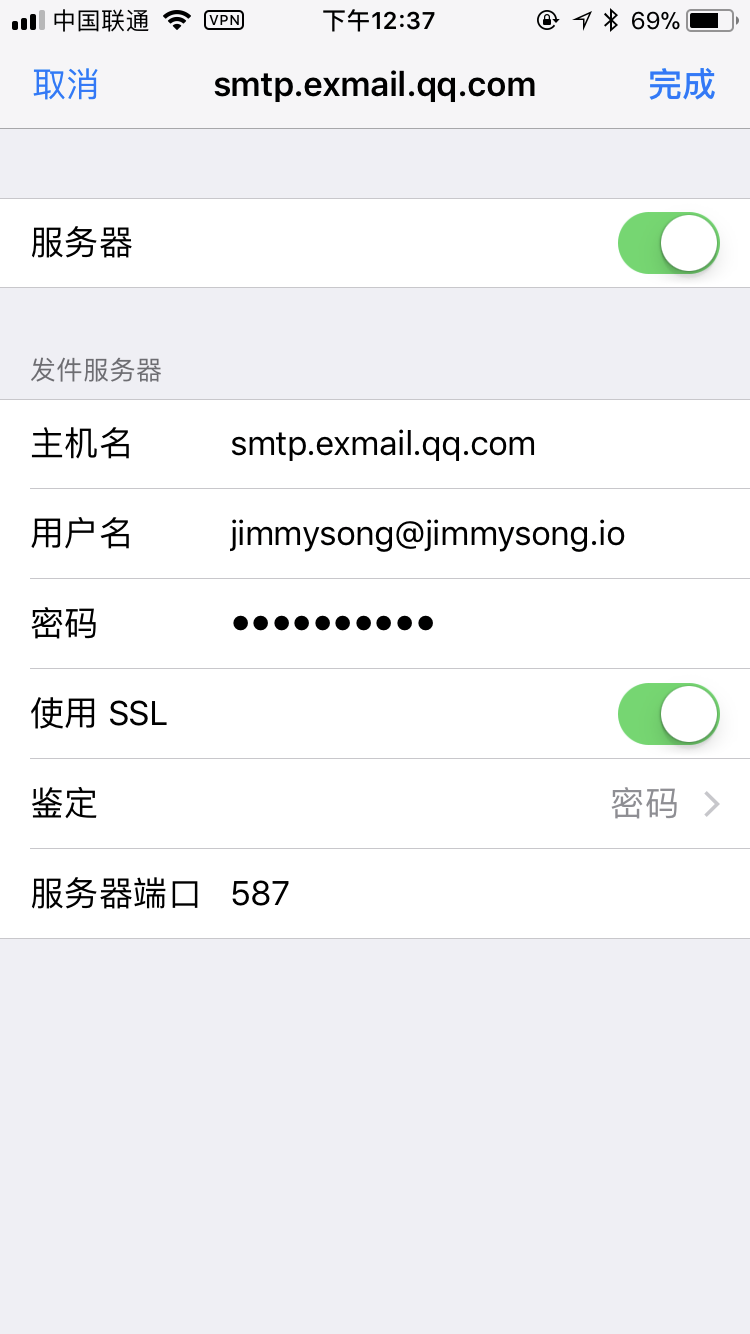 中国联通 VPN 下午12:37 69%
取消 smtp.exmail.qq.com 完成
服务器
发件服务器
主机名 smtp.exmail.qq.com
用户名 jimmysong@jimmysong.io
密码 ●●●●●●●●●●
使用 SSL
鉴定 密码
服务器端口 587